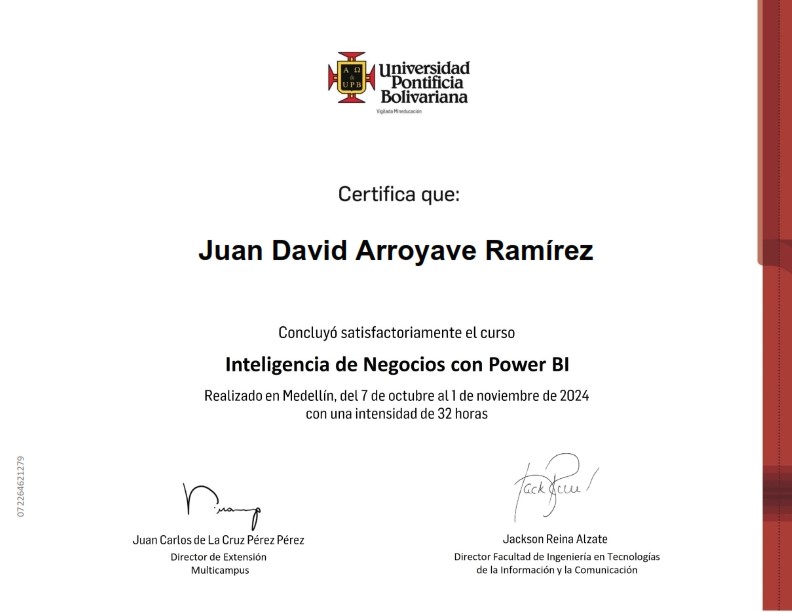 Α Ω
&
UPB
Universidad
Pontificia
Bolivariana
Vigilada Mineducación
Certifica que:
Juan David Arroyave Ramírez
Concluyó satisfactoriamente el curso
Inteligencia de Negocios con Power BI
Realizado en Medellín, del 7 de octubre al 1 de noviembre de 2024
con una intensidad de 32 horas
072264621279
Juan Carlos de La Cruz Pérez Pérez
Director de Extensión
Multicampus
Jackson Reina Alzate
Director Facultad de Ingeniería en Tecnologías
de la Información y la Comunicación